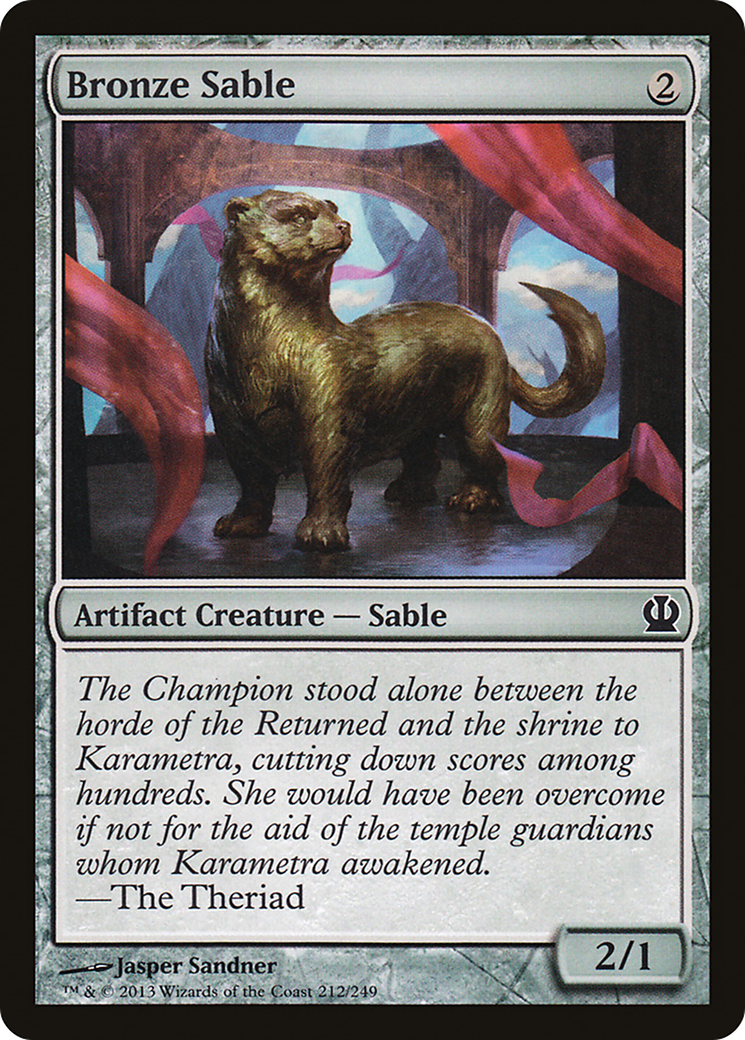 Bronze Sable
2
Artifact Creature — Sable
The Champion stood alone between the
horde of the Returned and the shrine to
Karametra, cutting down scores among
hundreds. She would have been overcome
if not for the aid of the temple guardians
whom Karametra awakened.
—The Theriad
2/1
Jasper Sandner
™ & © 2013 Wizards of the Coast 212/249